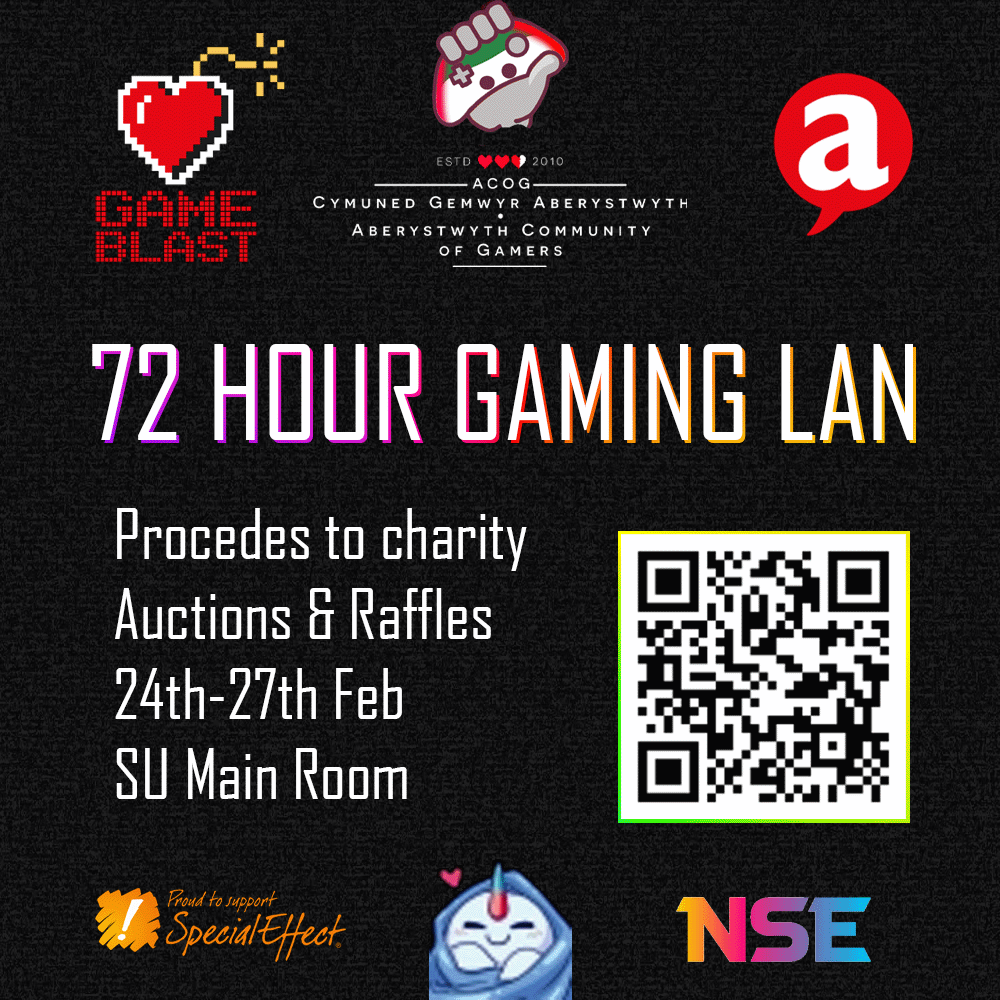 GAME
BLAST
ESTD 2010
ACOG
CYMUNED GEMWYR ABERYSTWYTH
•
ABERYSTWYTH COMMUNITY
OF GAMERS
a
72 HOUR GAMING LAN
Procedes to charity
Auctions & Raffles
24th-27th Feb
SU Main Room
! Proud to support
SpecialEffect®
NSE